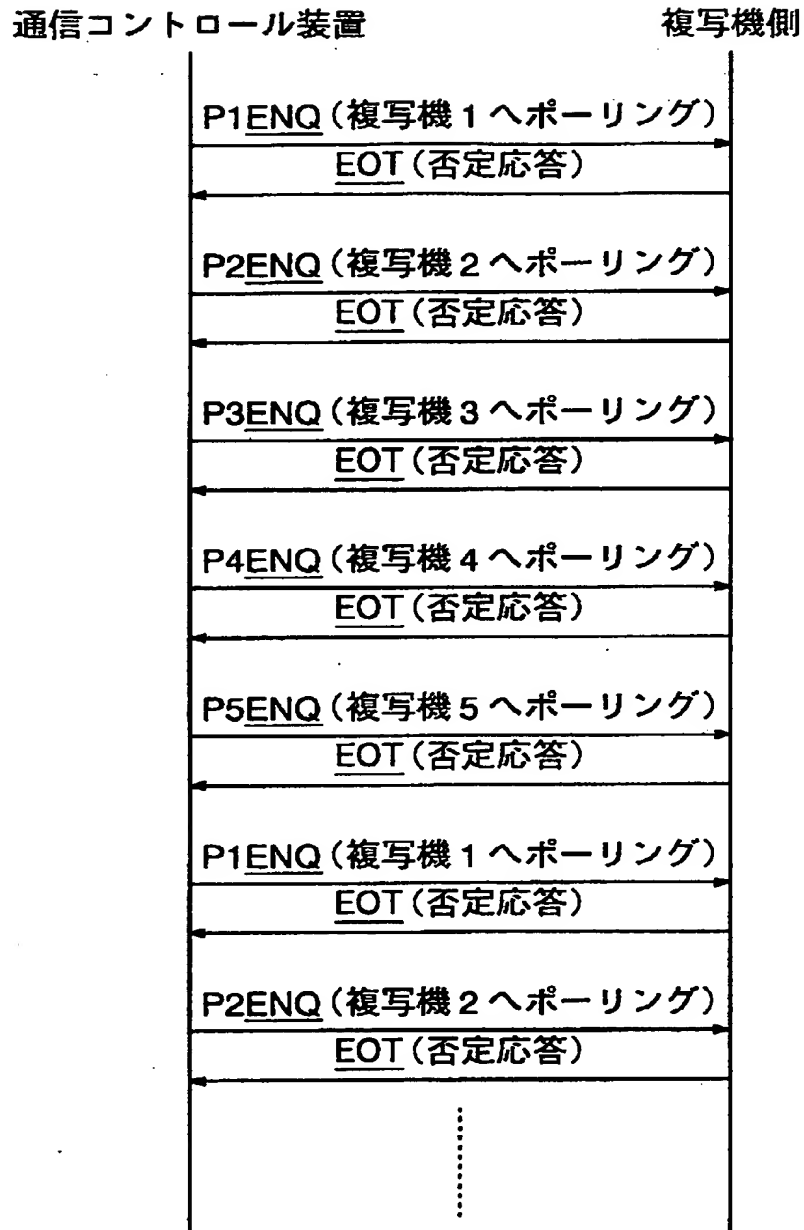 通信コントロール装置 複写機側
P1ENQ(複写機1へポーリング)
EOT(否定応答)
P2ENQ(複写機2へポーリング)
EOT(否定応答)
P3ENQ(複写機3へポーリング)
EOT(否定応答)
P4ENQ(複写機4へポーリング)
EOT(否定応答)
P5ENQ(複写機5へポーリング)
EOT(否定応答)
P1ENQ(複写機1へポーリング)
EOT(否定応答)
P2ENQ(複写機2へポーリング)
EOT(否定応答)